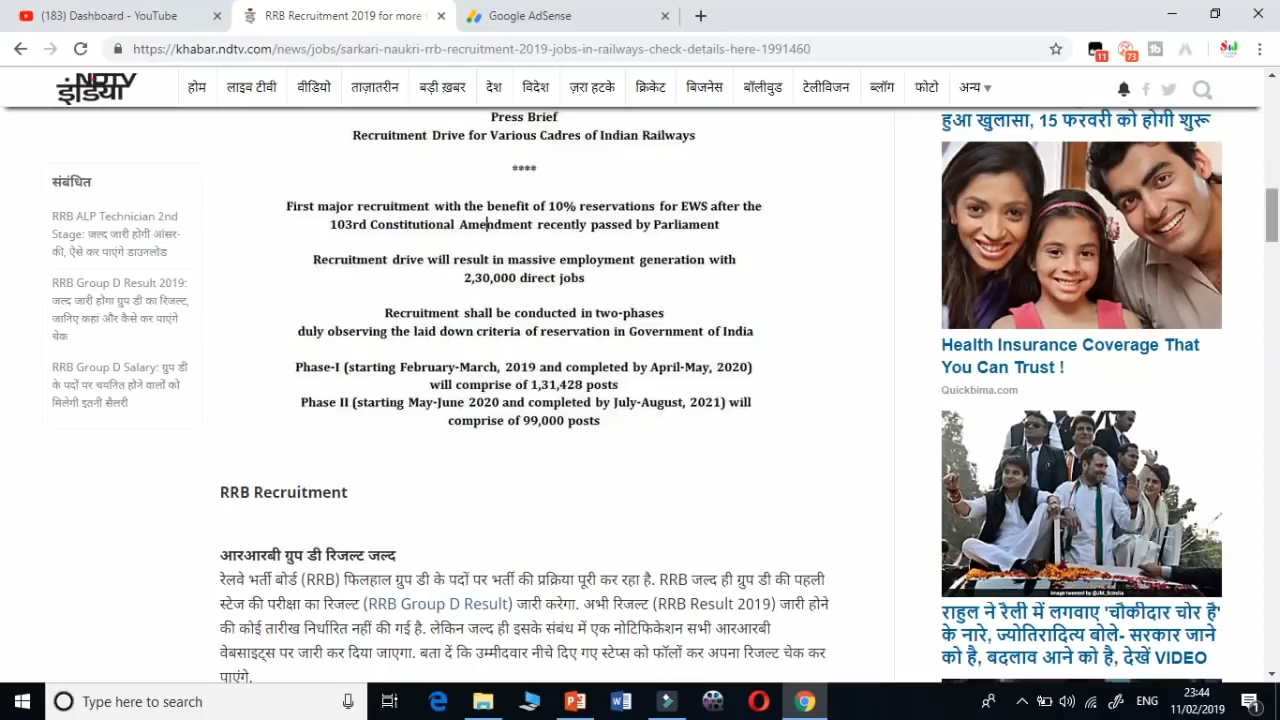 (183) Dashboard - YouTube
RRB Recruitment 2019 for more
Google AdSense
https://khabar.ndtv.com/news/jobs/sarkari-naukri-rrb-recruitment-2019-jobs-in-railways-check-details-here-1991460
11
73
NDTV
इंडिया
होम लाइव टीवी वीडियो ताज़ातरीन बड़ी ख़बर देश विदेश ज़रा हटके क्रिकेट बिजनेस बॉलीवुड टेलीविजन ब्लॉग फोटो अन्य
संबंधित
RRB ALP Technician 2nd
Stage: जल्द जारी होगी आंसर-
की, ऐसे कर पाएंगे डाउनलोड
RRB Group D Result 2019:
जल्द जारी होगा ग्रुप डी का रिजल्ट,
जानिए कहा और कैसे कर पाएंगे
चेक
RRB Group D Salary: ग्रुप डी
के पदों पर चयनित होने वालों को
मिलेगी इतनी सैलरी
Press Brief
Recruitment Drive for Various Cadres of Indian Railways
****
First major recruitment with the benefit of 10% reservations for EWS after the
103rd Constitutional Amendment recently passed by Parliament
Recruitment drive will result in massive employment generation with
2,30,000 direct jobs
Recruitment shall be conducted in two-phases
duly observing the laid down criteria of reservation in Government of India
Phase-I (starting February-March, 2019 and completed by April-May, 2020)
will comprise of 1,31,428 posts
Phase II (starting May-June 2020 and completed by July-August, 2021) will
comprise of 99,000 posts
RRB Recruitment
आरआरबी ग्रुप डी रिजल्ट जल्द
रेलवे भर्ती बोर्ड (RRB) फिलहाल ग्रुप डी के पदों पर भर्ती की प्रक्रिया पूरी कर रहा है. RRB जल्द ही ग्रुप डी की पहली
स्टेज की परीक्षा का रिजल्ट (RRB Group D Result) जारी करेगा. अभी रिजल्ट (RRB Result 2019) जारी होने
की कोई तारीख निर्धारित नहीं की गई है. लेकिन जल्द ही इसके संबंध में एक नोटिफिकेशन सभी आरआरबी
वेबसाइट्स पर जारी कर दिया जाएगा. बता दें कि उम्मीदवार नीचे दिए गए स्टेप्स को फॉलों कर अपना रिजल्ट चेक कर
पाएंगे.
हुआ खुलासा, 15 फरवरी को होगी शुरू
Health Insurance Coverage That
You Can Trust !
Quickbima.com
राहुल ने रैली में लगवाए 'चौकीदार चोर है'
के नारे, ज्योतिरादित्य बोले- सरकार जाने
को है, बदलाव आने को है, देखें VIDEO
Type here to search
ENG
23:44
11/02/2019
1